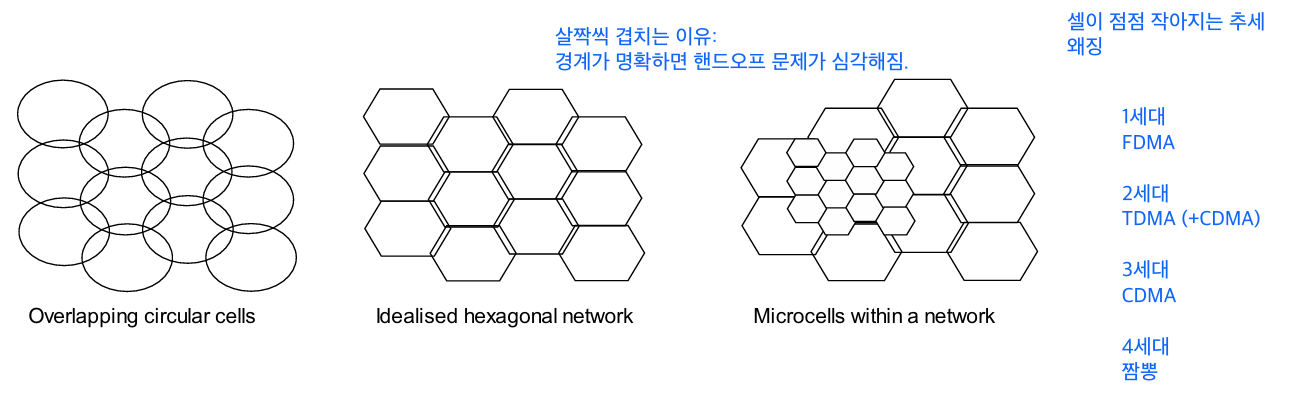 살짝씩 겹치는 이유:
경계가 명확하면 핸드오프 문제가 심각해짐.
셀이 점점 작아지는 추세
왜징
1세대
FDMA
2세대
TDMA (+CDMA)
3세대
CDMA
4세대
짬뽕
Overlapping circular cells
Idealised hexagonal network
Microcells within a network